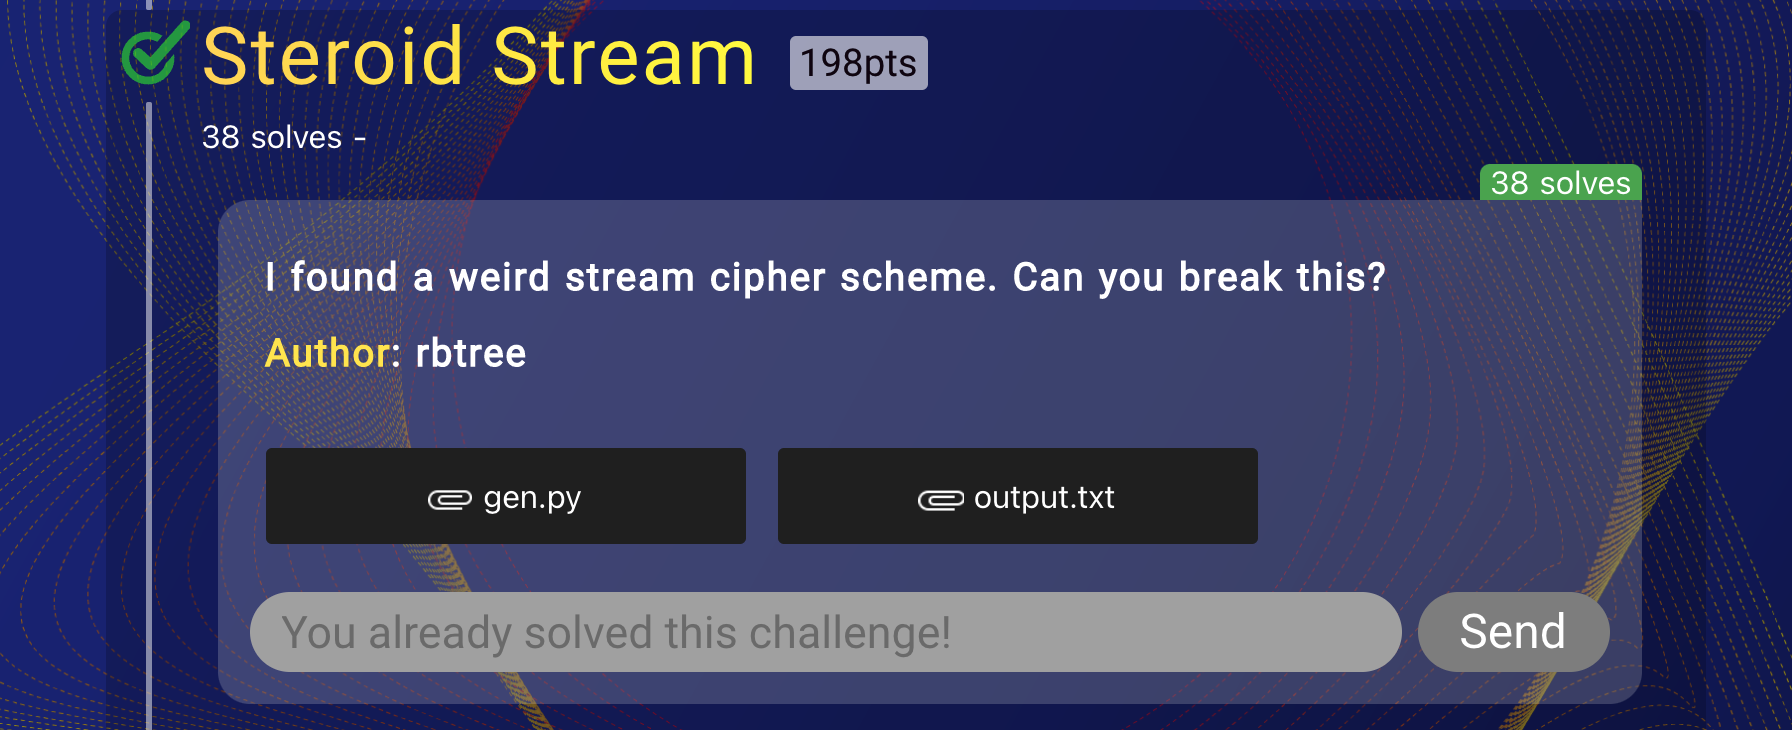 Steroid Stream 198pts
38 solves -
38 solves
I found a weird stream cipher scheme. Can you break this?
Author: rbtree
gen.py output.txt
You already solved this challenge! Send